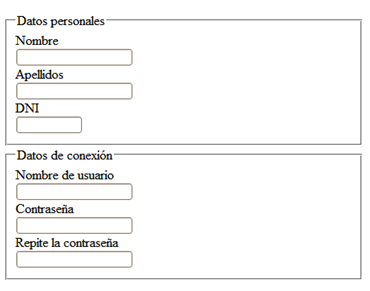 Datos personales
Nombre
Apellidos
DNI
Datos de conexión
Nombre de usuario
Contraseña
Repite la contraseña